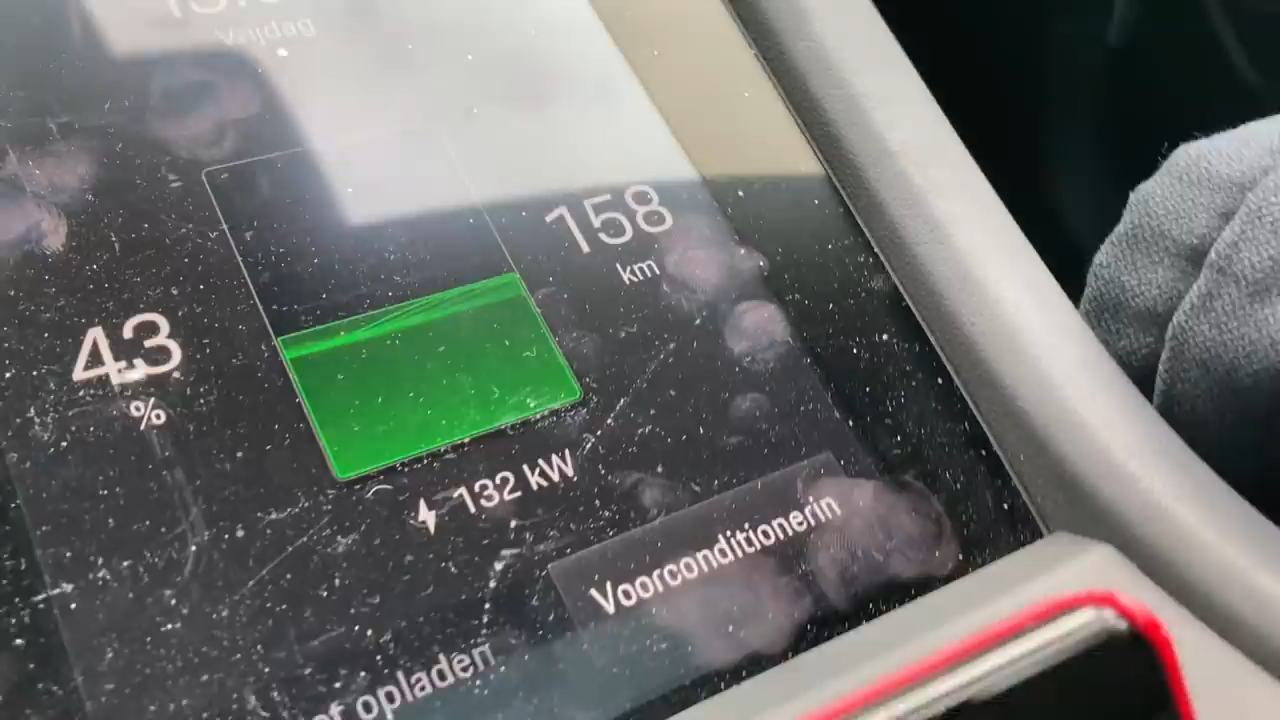 Vrijdag
158
km
43
%
132 kW
Voorconditionerin
opladen